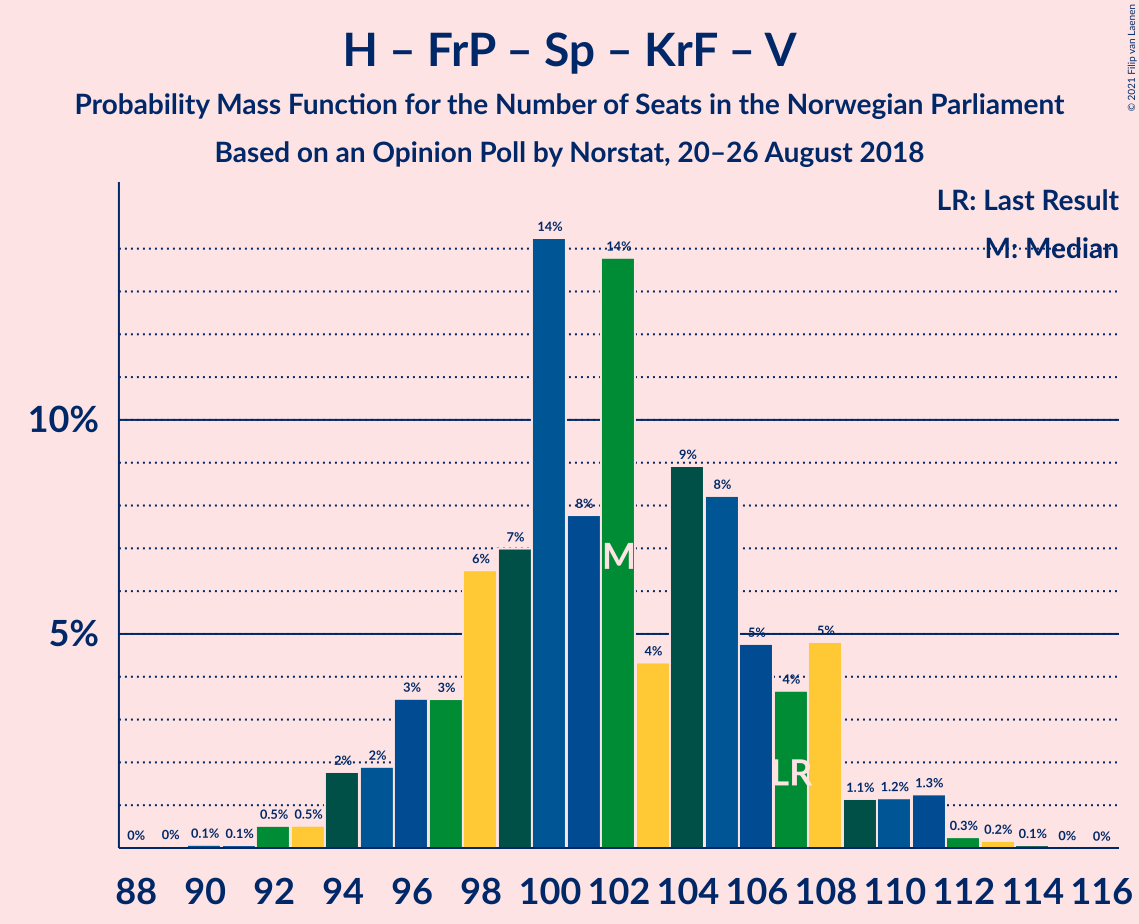 H – FrP – Sp – KrF – V
Probability Mass Function for the Number of Seats in the Norwegian Parliament
Based on an Opinion Poll by Norstat, 20–26 August 2018
© 2021 Filip van Laenen
LR: Last Result
M: Median
10%
5%
0% 0% 0.1% 0.1% 0.5% 0.5% 2% 2% 3% 3% 6% 7% 14% 8% 14% 4% 9% 8% 5% 4% 5% 1.1% 1.2% 1.3% 0.3% 0.2% 0.1% 0% 0%
M
LR
88 90 92 94 96 98 100 102 104 106 108 110 112 114 116